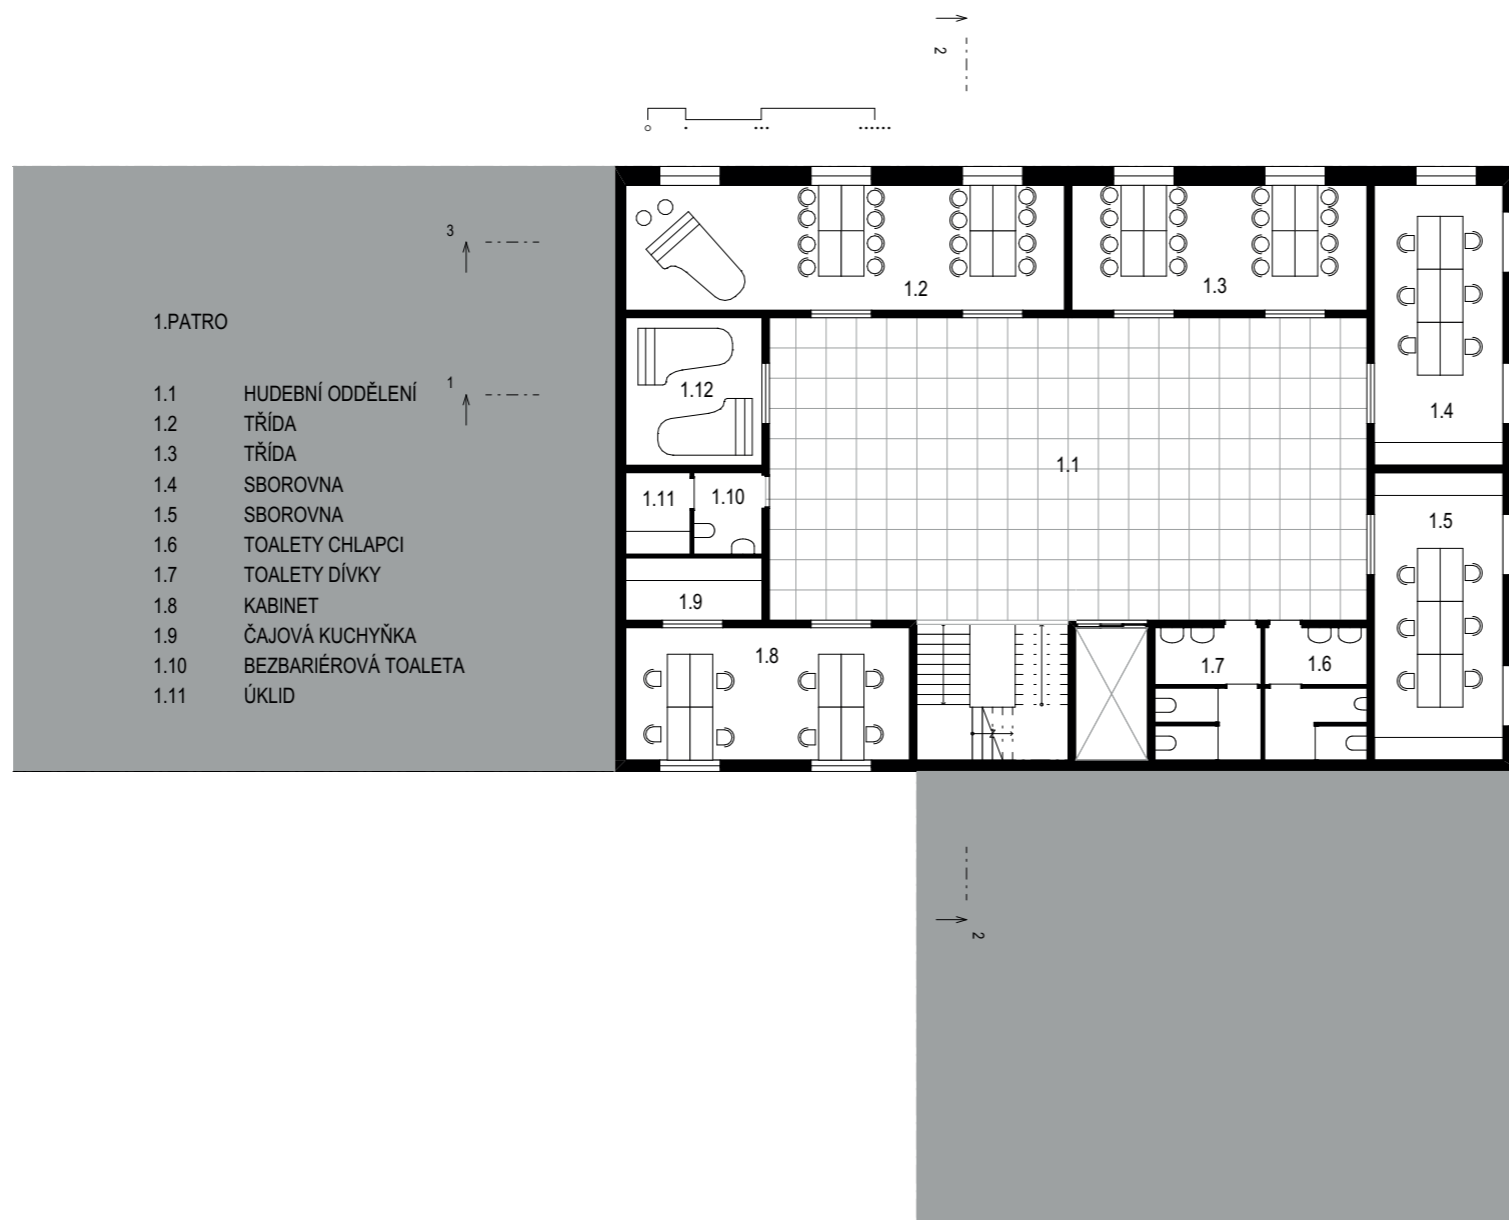 2
3
1.PATRO
1
1.1 HUDEBNÍ ODDĚLENÍ
1.2 TŘÍDA
1.3 TŘÍDA
1.4 SBOROVNA
1.5 SBOROVNA
1.6 TOALETY CHLAPCI
1.7 TOALETY DÍVKY
1.8 KABINET
1.9 ČAJOVÁ KUCHYŇKA
1.10 BEZBARIÉROVÁ TOALETA
1.11 ÚKLID
1.2
1.3
1.12
1.4
1.1
1.11
1.10
1.5
1.9
1.8
1.7
1.6
2